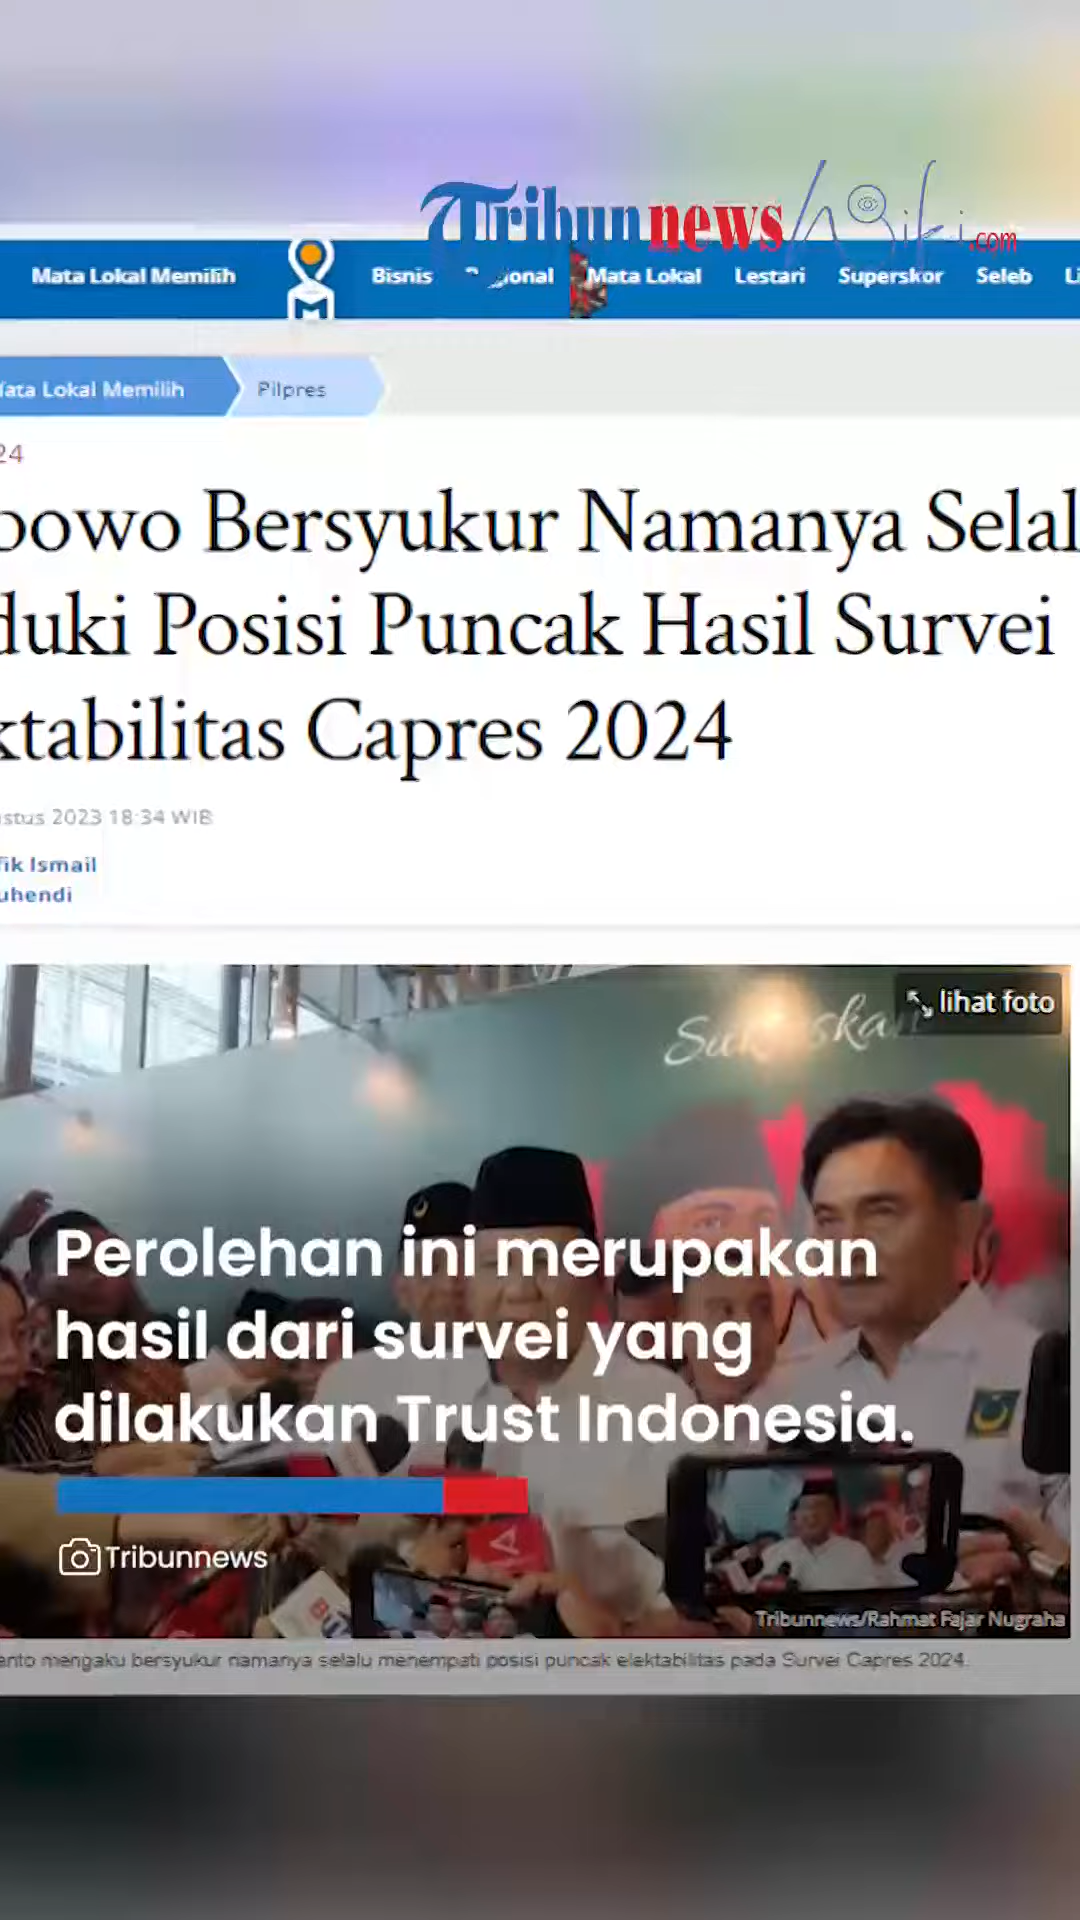 Tribunnews Wiki.com
Mata Lokal Memilih
Bisnis
Mata Lokal
Lestari
Superskor
Seleb
Mata Lokal Memilih
Pilpres
24
bowo Bersyukur Namanya Selal
duki Posisi Puncak Hasil Survei
ktabilitas Capres 2024
stus 2023 18:34 WIB
fik Ismail
uhendi
lihat foto
Perolehan ini merupakan
hasil dari survei yang
dilakukan Trust Indonesia.
Tribunnews
Tribunnews/Rahmat Fajar Nugraha
anto mengaku bersyukur namanya selalu menempati posisi puncak elektabilitas pada Survei Capres 2024.